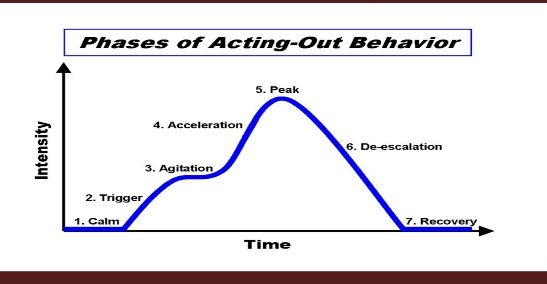 Phases of Acting-Out Behavior
5. Peak
4. Acceleration
6. De-escalation
3. Agitation
2. Trigger
1. Calm
7. Recovery
Intensity
Time